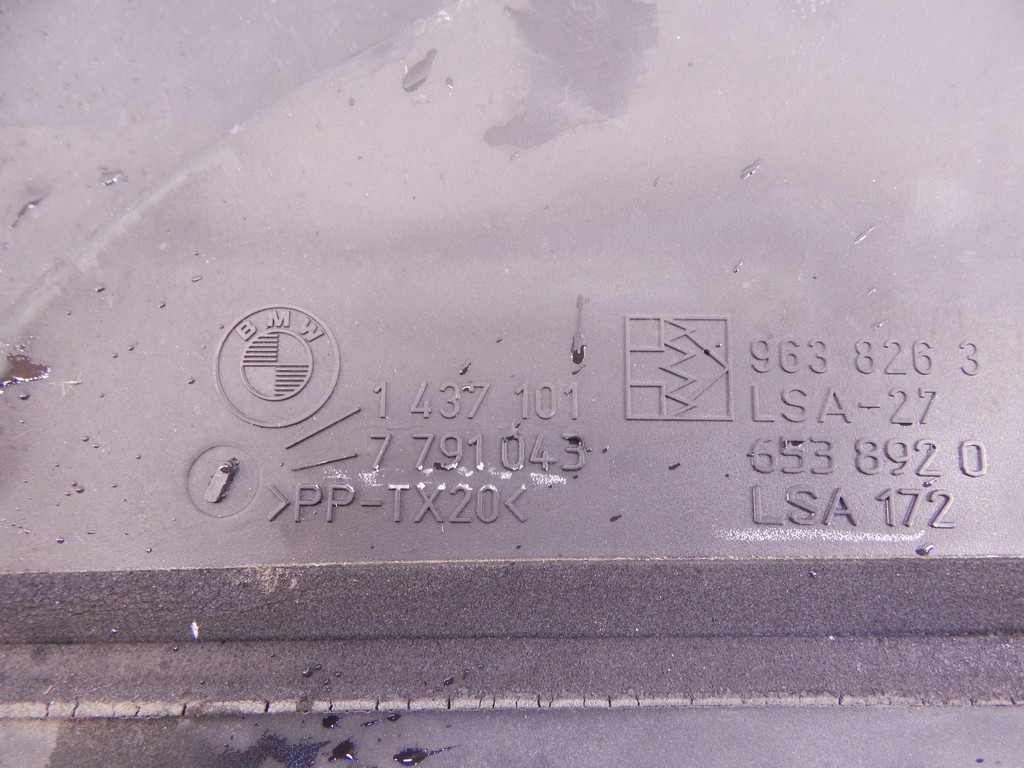 BMW
1 437 101
7 791 043
>PP-TX20<
963 826 3
LSA-27
653 892 0
LSA 172